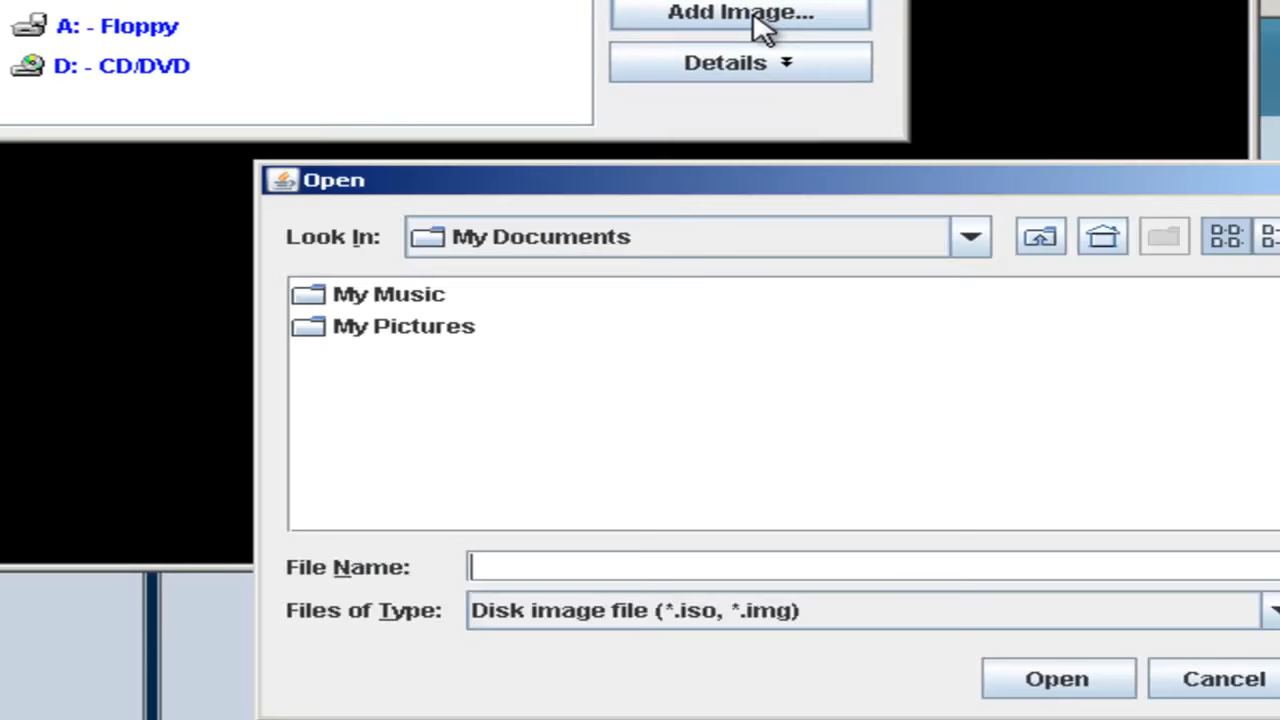 Add Image...
A: - Floppy
D: - CD/DVD
Details
Open
Look In:
My Documents
My Music
My Pictures
File Name:
Files of Type:
Disk image file (*.iso, *.img)
Open
Cancel